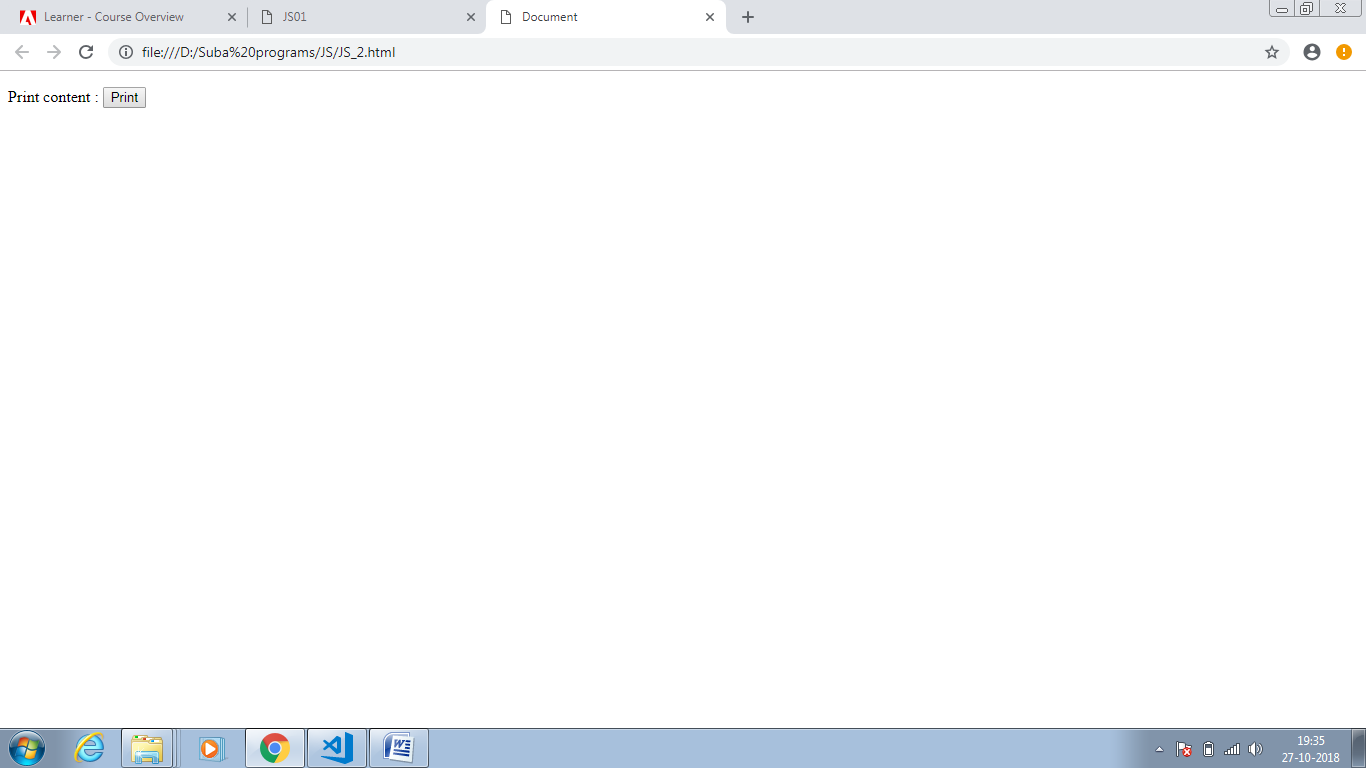 Learner - Course Overview
JS01
Document
file:///D:/Suba%20programs/JS/JS_2.html
Print content : Print
19:35
27-10-2018